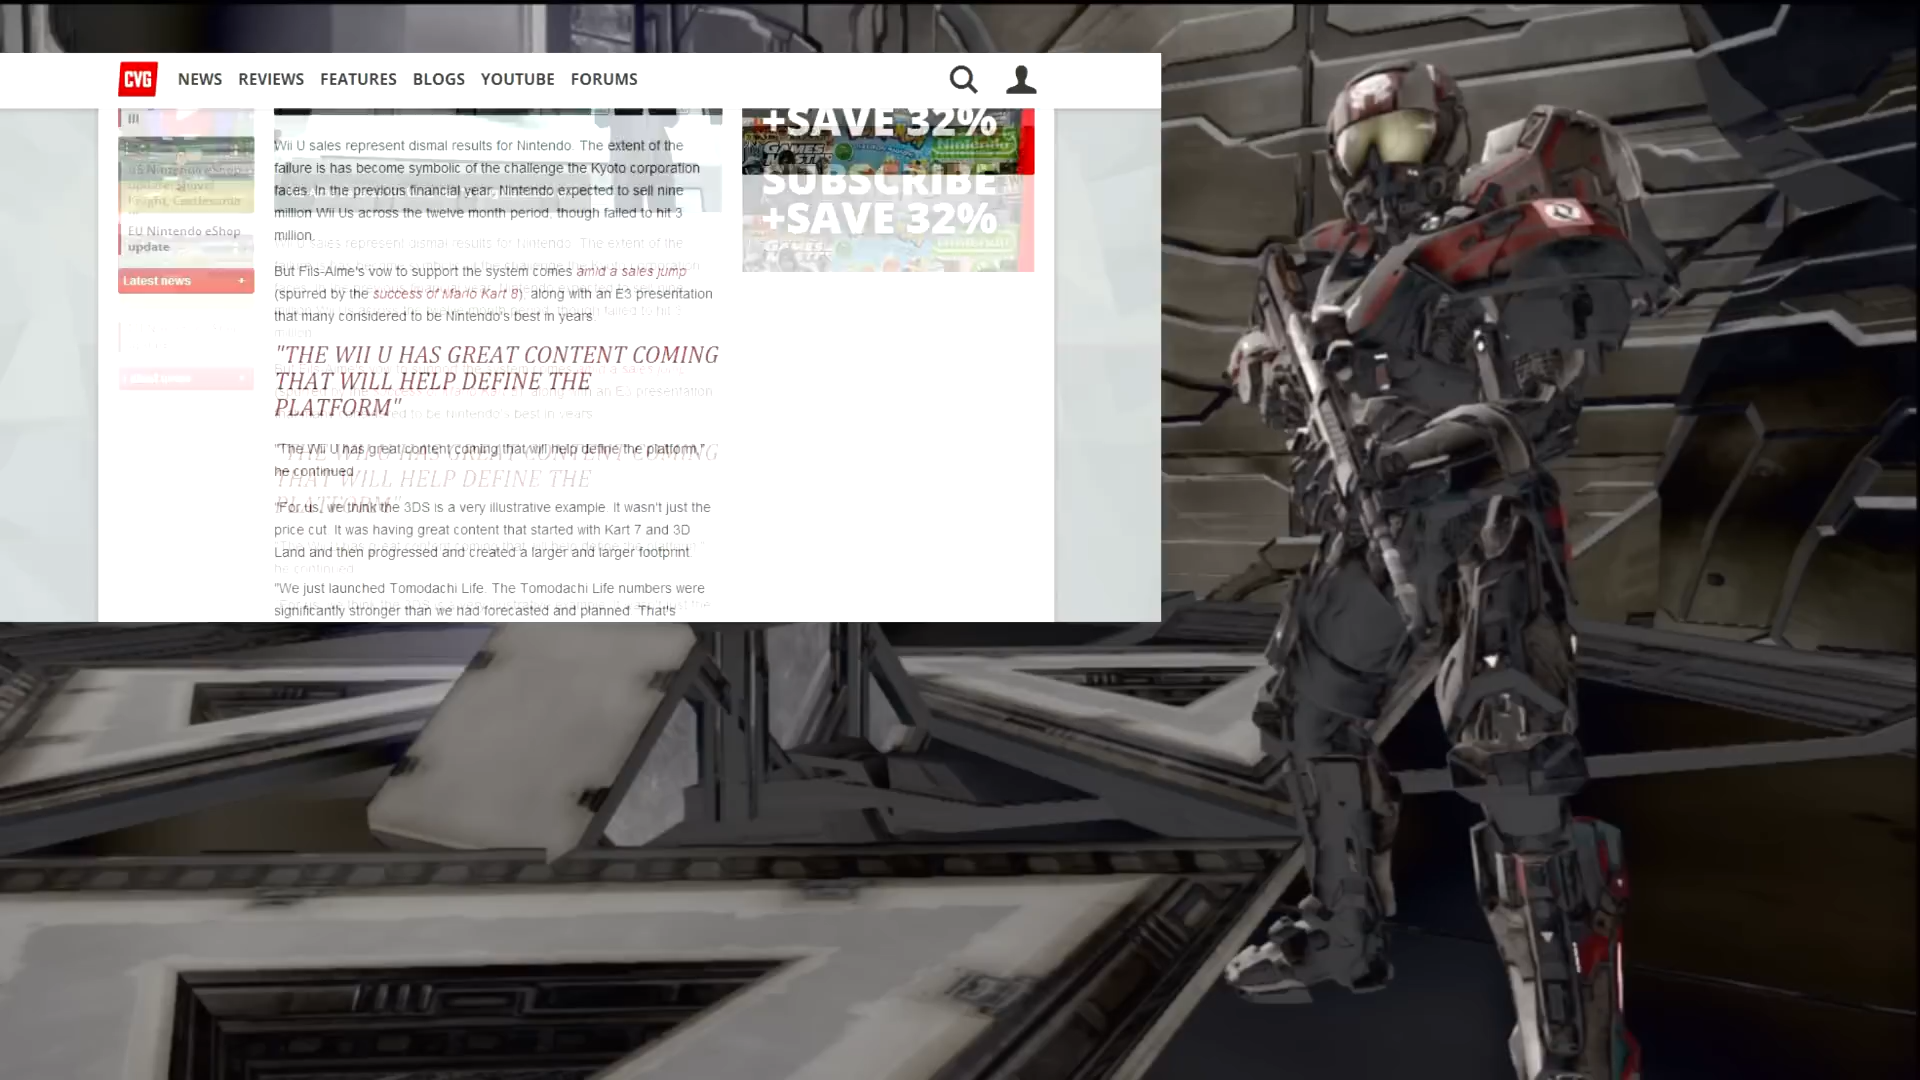 CVG NEWS REVIEWS FEATURES BLOGS YOUTUBE FORUMS
III
US Nintendo eShop
update: Shovel
Knight, Castlevania
...
EU Nintendo eShop
update
Latest news +
Wii U sales represent dismal results for Nintendo. The extent of the
failure is has become symbolic of the challenge the Kyoto corporation
faces. In the previous financial year, Nintendo expected to sell nine
million Wii Us across the twelve month period, though failed to hit 3
million.
But Fils-Aime's vow to support the system comes amid a sales jump
(spurred by the success of Mario Kart 8), along with an E3 presentation
that many considered to be Nintendo's best in years.
"THE WII U HAS GREAT CONTENT COMING
THAT WILL HELP DEFINE THE
PLATFORM"
"The Wii U has great content coming that will help define the platform,"
he continued.
"For us, we think the 3DS is a very illustrative example. It wasn't just the
price cut. It was having great content that started with Kart 7 and 3D
Land and then progressed and created a larger and larger footprint.
"We just launched Tomodachi Life. The Tomodachi Life numbers were
significantly stronger than we had forecasted and planned. That's
+SAVE 32%
SUBSCRIBE
+SAVE 32%